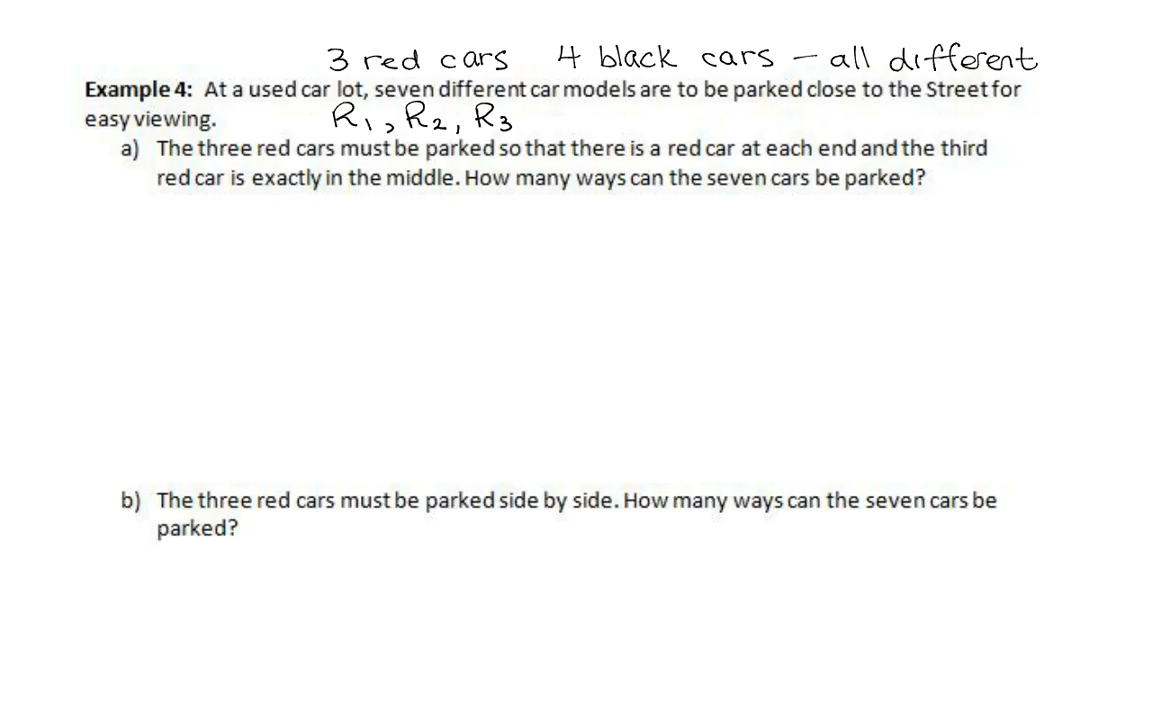 3 red cars 4 black cars – all different
Example 4: At a used car lot, seven different car models are to be parked close to the Street for
easy viewing. R₁, R₂, R₃
a) The three red cars must be parked so that there is a red car at each end and the third
red car is exactly in the middle. How many ways can the seven cars be parked?
b) The three red cars must be parked side by side. How many ways can the seven cars be
parked?